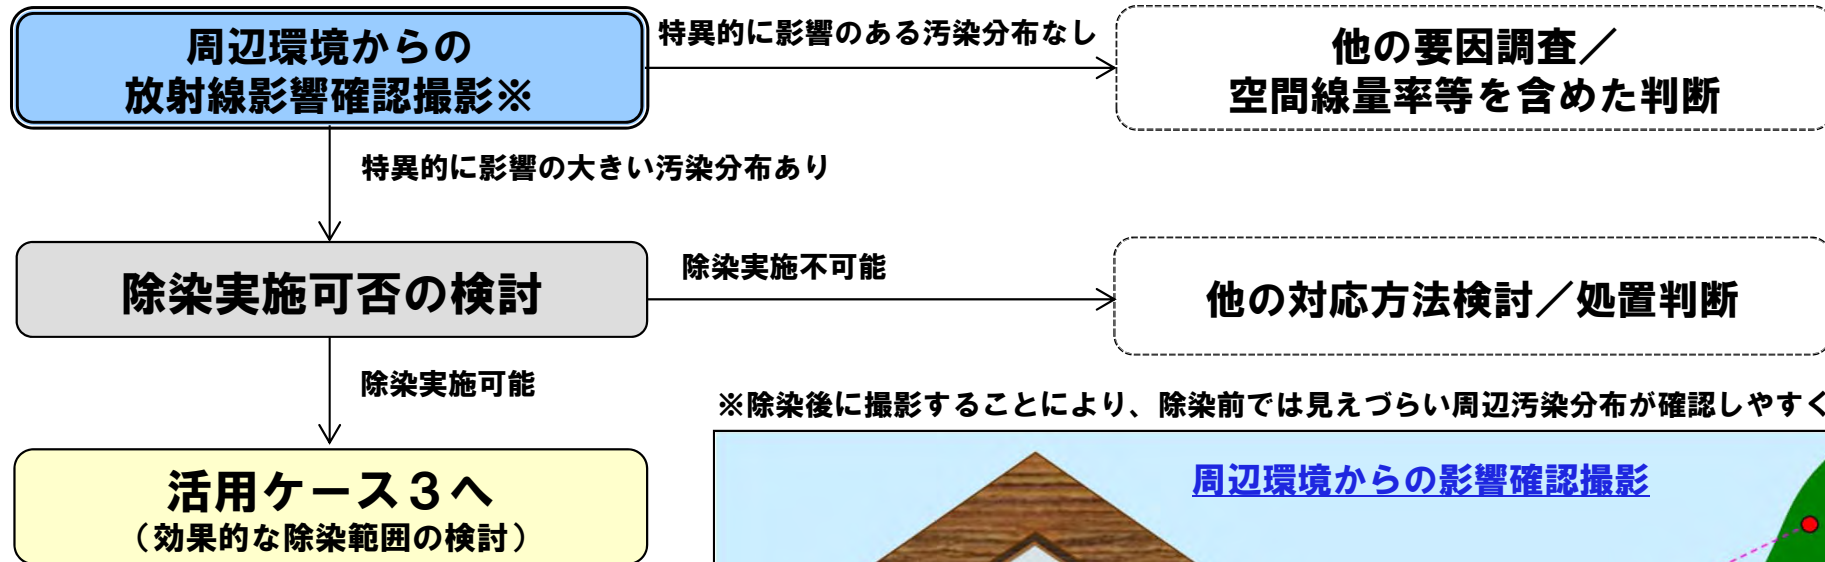 周辺環境からの
放射線影響確認撮影※
特異的に影響のある汚染分布なし
他の要因調査／
空間線量率等を含めた判断
特異的に影響の大きい汚染分布あり
除染実施可否の検討
除染実施不可能
他の対応方法検討／処置判断
除染実施可能
※除染後に撮影することにより、除染前では見えづらい周辺汚染分布が確認しやすく
活用ケース３へ
（効果的な除染範囲の検討）
周辺環境からの影響確認撮影